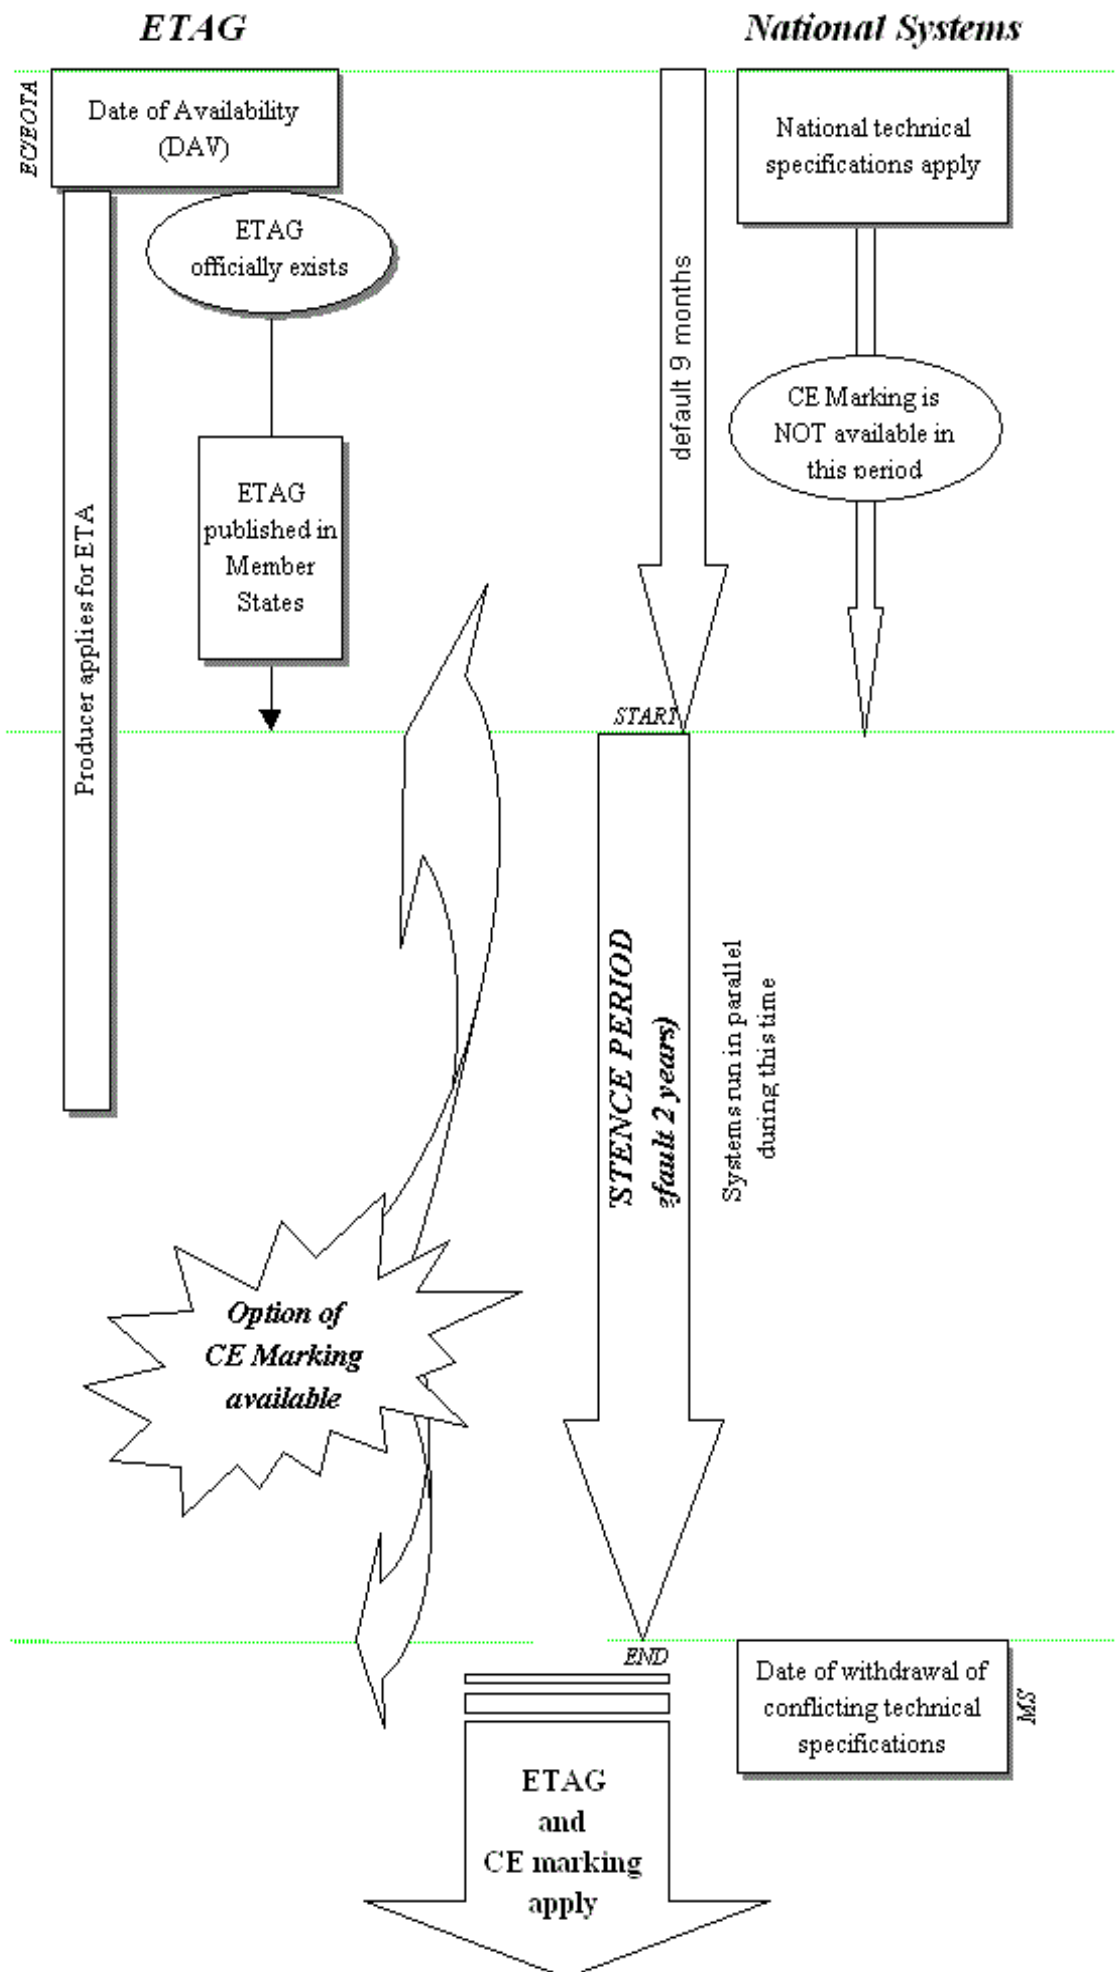 ETAG
National Systems
EC/EOTA
Date of Availability
(DAV)
National technical
specifications apply
ETAG
officially exists
default 9 months
CE Marking is
NOT available in
this period
ETAG
published in
Member
States
Producer applies for ETA
START
STENCE PERIOD
efault 2 years)
Systems run in parallel
during this time
Option of
CE Marking
available
END
Date of withdrawal of
conflicting technical
specifications
MS
ETAG
and
CE marking
apply